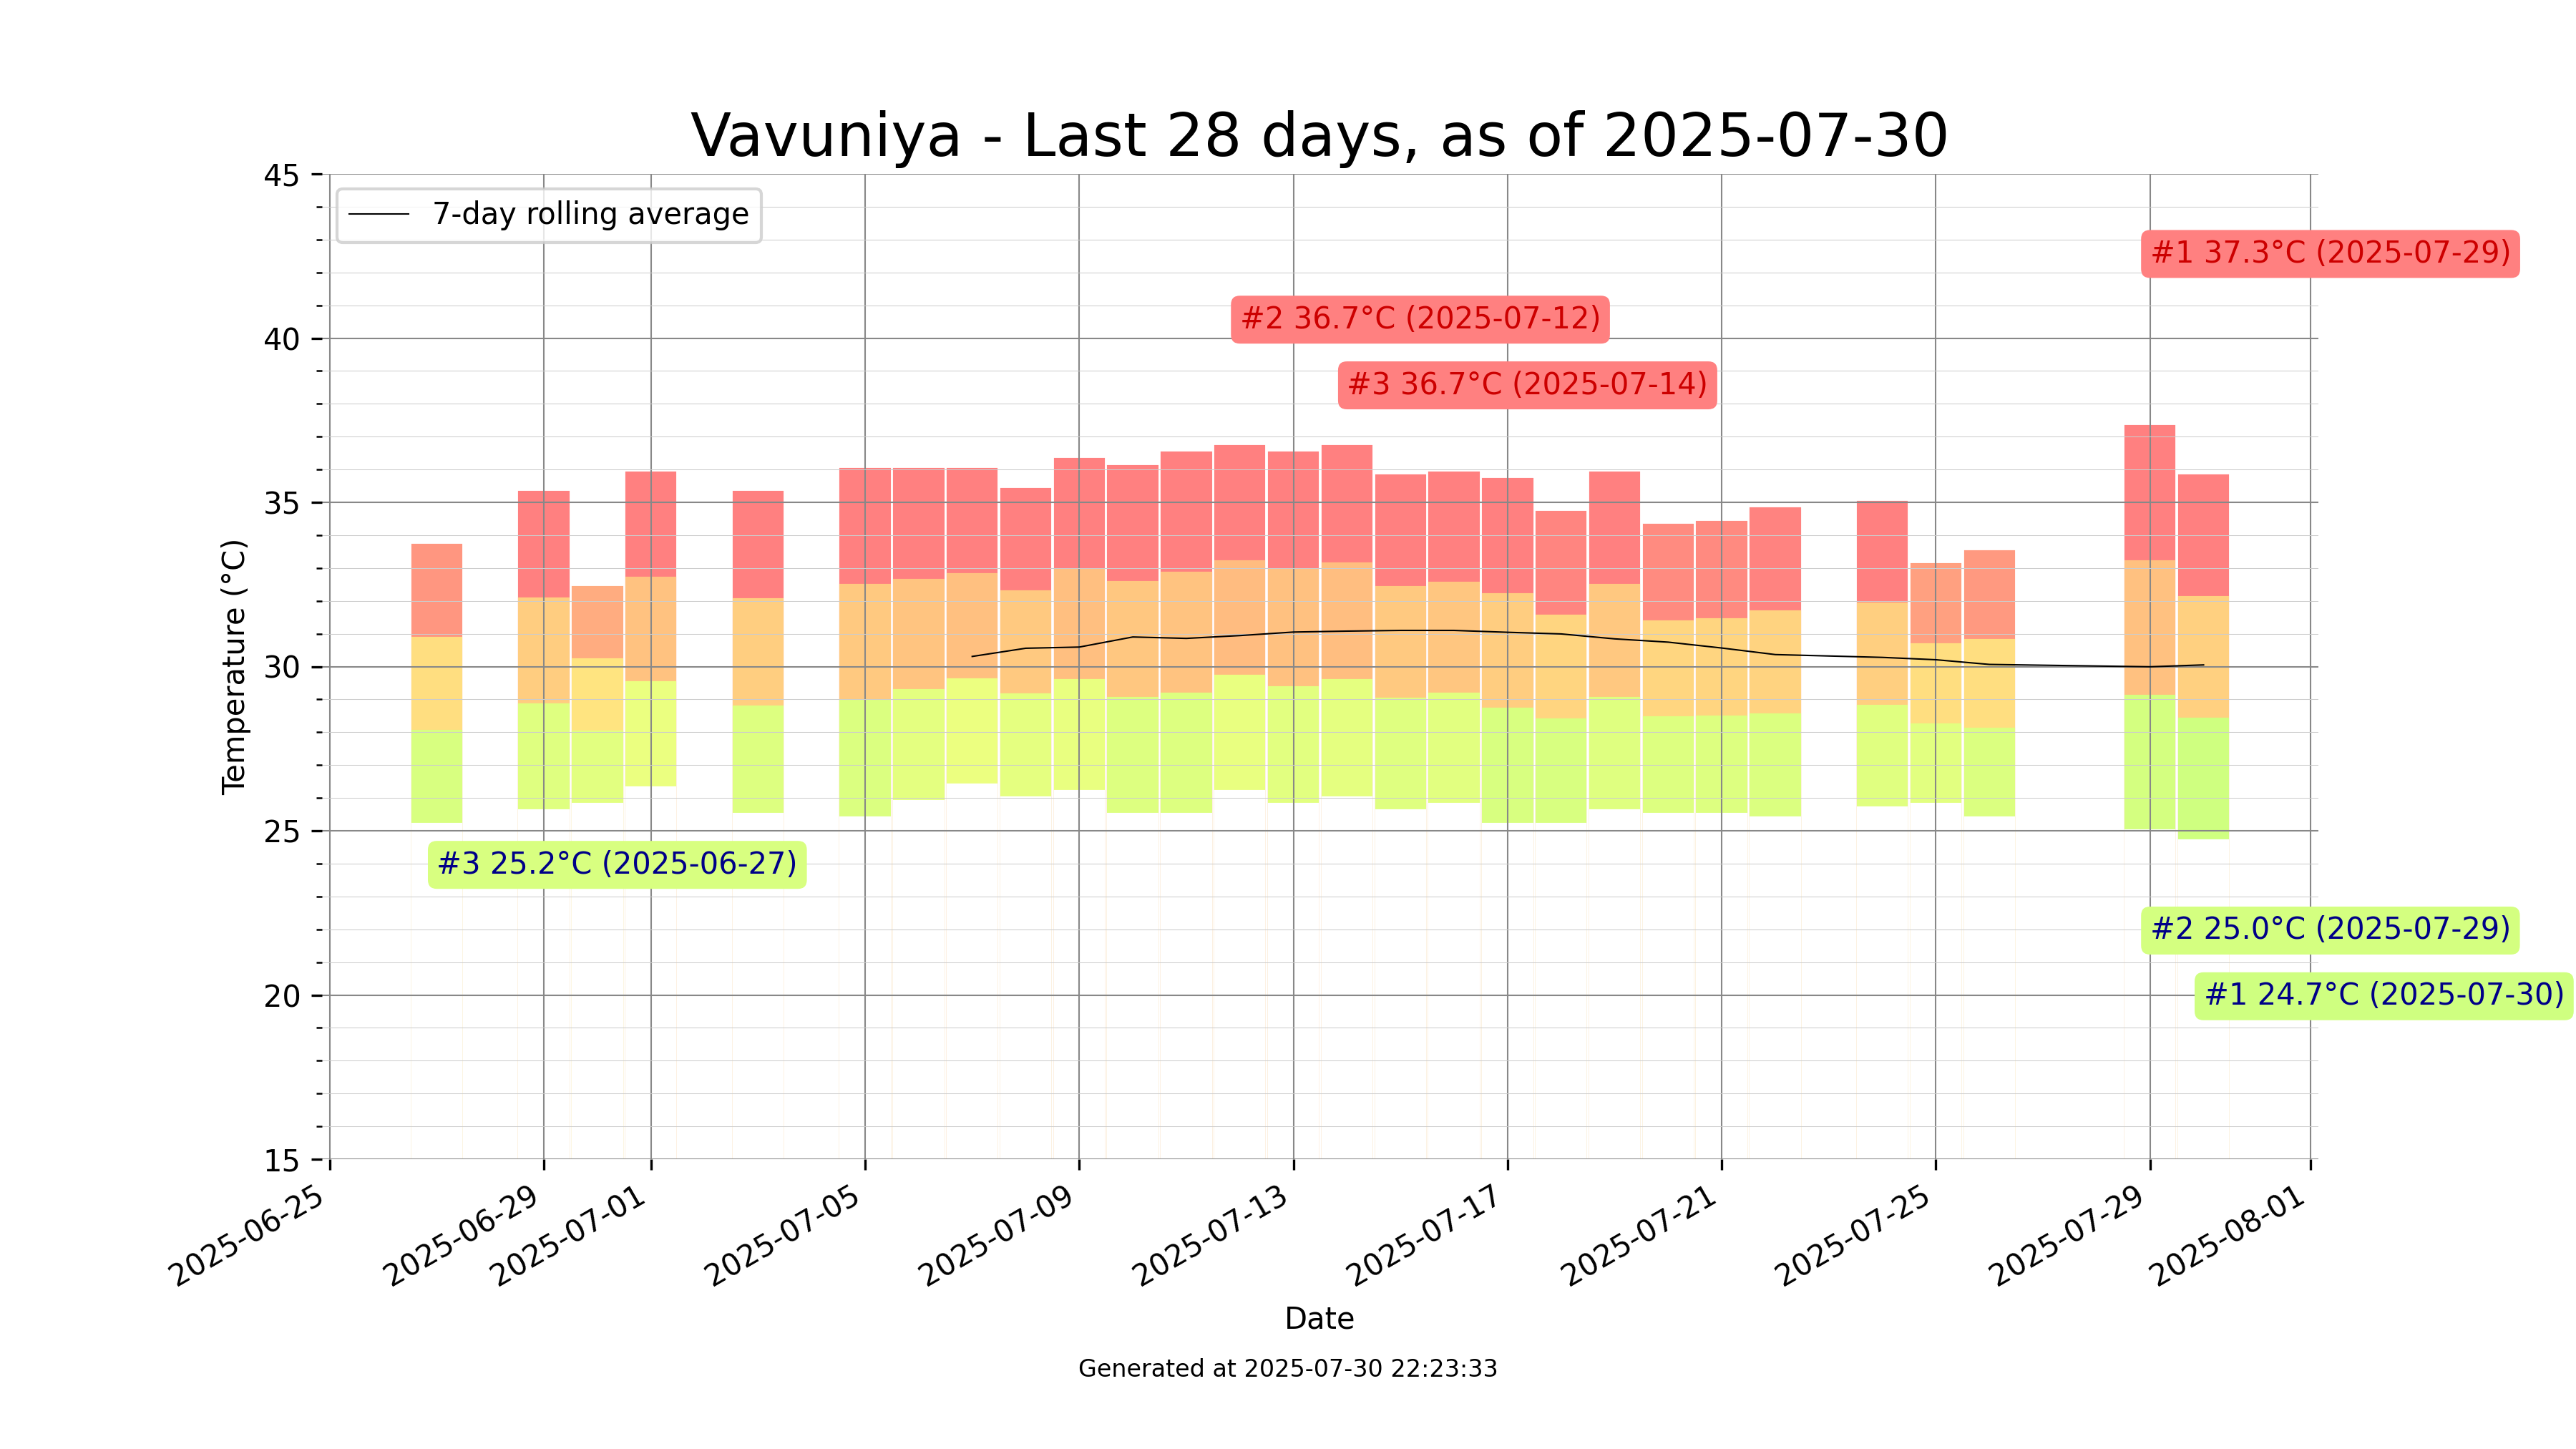 Vavuniya - Last 28 days, as of 2025-07-30
45
7-day rolling average
#1 37.3°C (2025-07-29)
#2 36.7°C (2025-07-12)
40
#3 36.7°C (2025-07-14)
35
Temperature (°C)
30
25
#3 25.2°C (2025-06-27)
#2 25.0°C (2025-07-29)
20
#1 24.7°C (2025-07-30)
15
2025-06-25
2025-06-29
2025-07-01
2025-07-05
2025-07-09
2025-07-13
2025-07-17
2025-07-21
2025-07-25
2025-07-29
2025-08-01
Date
Generated at 2025-07-30 22:23:33